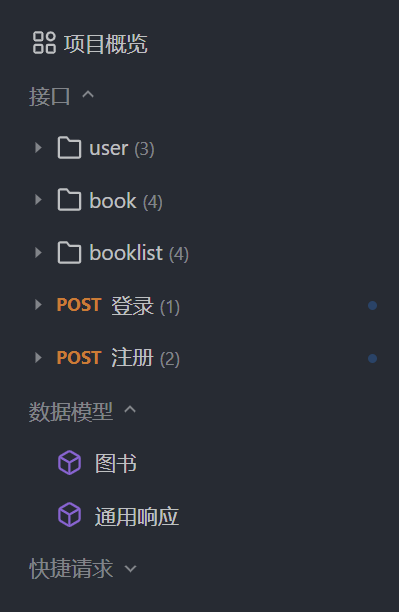 项目概览
接口
user (3)
book (4)
booklist (4)
POST 登录 (1)
POST 注册 (2)
数据模型
图书
通用响应
快捷请求